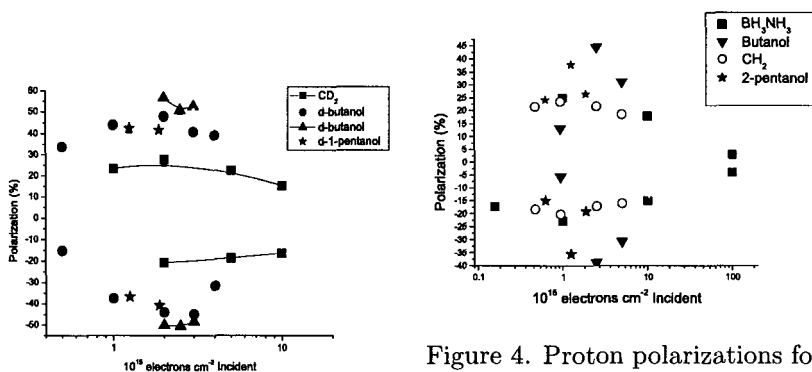 60
50
40
30
20
10
0
-10
-20
-30
-40
-50
Polarization (%)
1
10
10¹⁵ electrons cm⁻² Incident
CD₂
d-butanol
d-butanol
d-1-pentanol
45
40
35
30
25
20
15
10
5
0
-5
-10
-15
-20
-25
-30
-35
-40
Polarization (%)
0.1
1
10
100
10¹⁵ electrons cm⁻² Incident
BH₃NH₃
Butanol
CH₂
2-pentanol
Figure 4. Proton polarizations fo